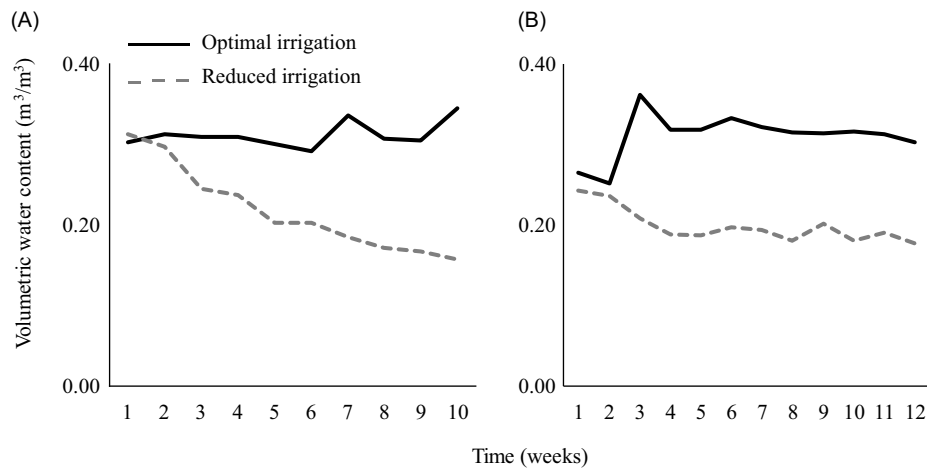 (A)
(B)
Optimal irrigation
Reduced irrigation
Volumetric water content (m³/m³)
0.40
0.20
0.00
1 2 3 4 5 6 7 8 9 10
0.40
0.20
0.00
1 2 3 4 5 6 7 8 9 10 11 12
Time (weeks)